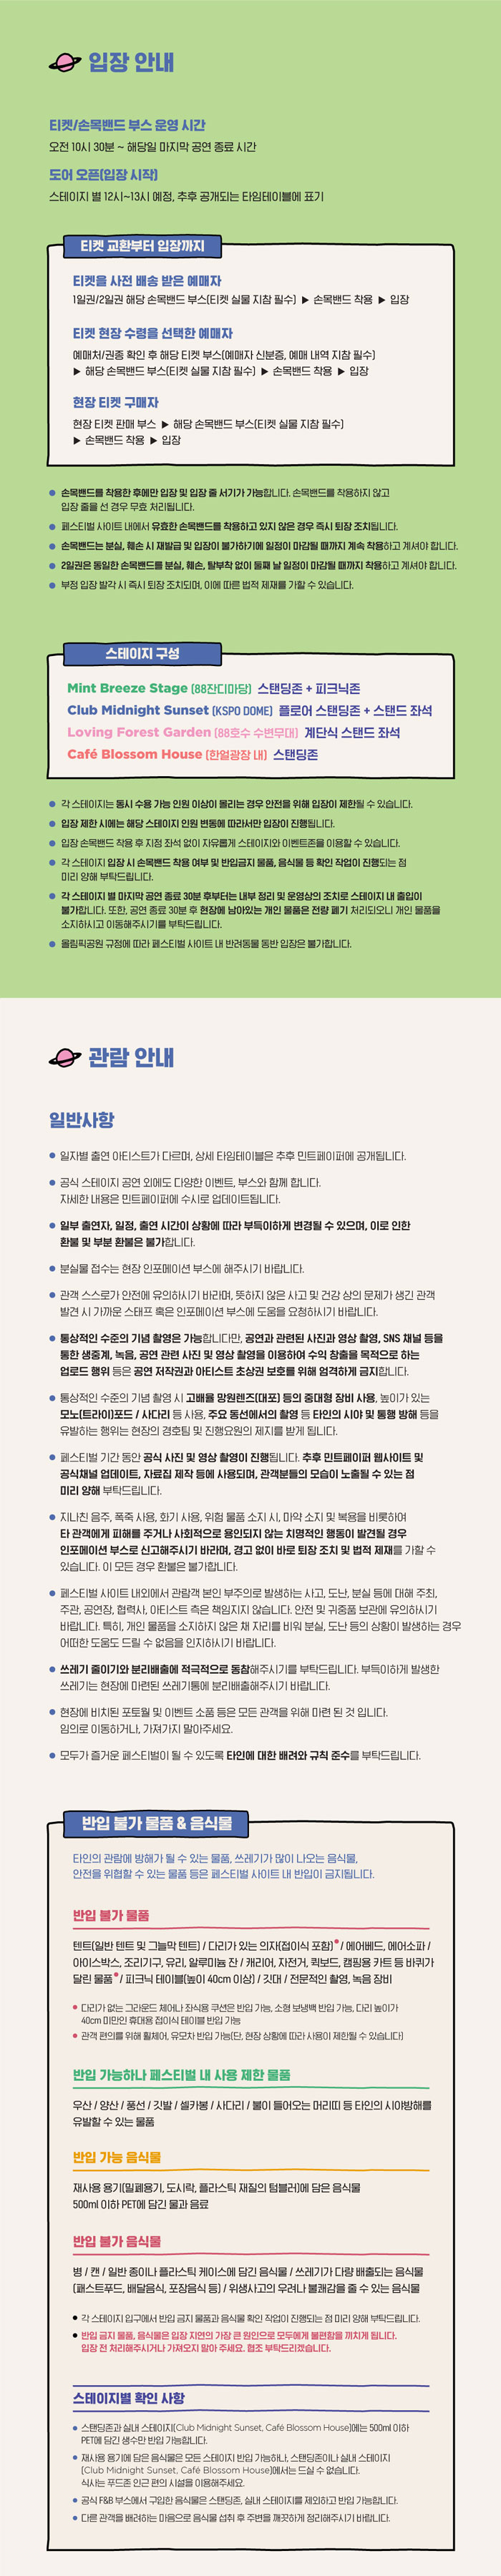 입장 안내
티켓/손목밴드 부스 운영 시간
오전 10시 30분 ~ 해당일 마지막 공연 종료 시간
도어 오픈(입장 시작)
스테이지 별 12시~13시 예정, 추후 공개되는 타임테이블에 표기
티켓 교환부터 입장까지
티켓을 사전 배송 받은 예매자
1일권/2일권 해당 손목밴드 부스(티켓 실물 지참 필수) ▶ 손목밴드 착용 ▶ 입장
티켓 현장 수령을 선택한 예매자
예매처/권종 확인 후 해당 티켓 부스(예매자 신분증, 예매 내역 지참 필수)
▶ 해당 손목밴드 부스(티켓 실물 지참 필수) ▶ 손목밴드 착용 ▶ 입장
현장 티켓 구매자
현장 티켓 판매 부스 ▶ 해당 손목밴드 부스(티켓 실물 지참 필수)
▶ 손목밴드 착용 ▶ 입장
● 손목밴드를 착용한 후에만 입장 및 입장 줄 서기가 가능합니다. 손목밴드를 착용하지 않고
입장 줄을 선 경우 무효 처리됩니다.
● 페스티벌 사이트 내에서 유효한 손목밴드를 착용하고 있지 않은 경우 즉시 퇴장 조치됩니다.
● 손목밴드는 분실, 훼손 시 재발급 및 입장이 불가하기에 일정이 마감될 때까지 계속 착용하고 계셔야 합니다.
● 2일권은 동일한 손목밴드를 분실, 훼손, 탈부착 없이 둘째 날 일정이 마감될 때까지 착용하고 계셔야 합니다.
● 부정 입장 발각 시 즉시 퇴장 조치되며, 이에 따른 법적 제재를 가할 수 있습니다.
스테이지 구성
Mint Breeze Stage (88잔디마당) 스탠딩존 + 피크닉존
Club Midnight Sunset (KSPO DOME) 플로어 스탠딩존 + 스탠드 좌석
Loving Forest Garden (88호수 수변무대) 계단식 스탠드 좌석
Café Blossom House (한얼광장 내) 스탠딩존
● 각 스테이지는 동시 수용 가능 인원 이상이 몰리는 경우 안전을 위해 입장이 제한될 수 있습니다.
● 입장 제한 시에는 해당 스테이지 인원 변동에 따라서만 입장이 진행됩니다.
● 입장 손목밴드 착용 후 지정 좌석 없이 자유롭게 스테이지와 이벤트존을 이용할 수 있습니다.
● 각 스테이지 입장 시 손목밴드 착용 여부 및 반입금지 물품, 음식물 등 확인 작업이 진행되는 점
미리 양해 부탁드립니다.
● 각 스테이지 별 마지막 공연 종료 30분 후부터는 내부 정리 및 운영상의 조치로 스테이지 내 출입이
불가합니다. 또한, 공연 종료 30분 후 현장에 남아있는 개인 물품은 전량 폐기 처리되오니 개인 물품을
소지하시고 이동해주시기를 부탁드립니다.
● 올림픽공원 규정에 따라 페스티벌 사이트 내 반려동물 동반 입장은 불가합니다.
관람 안내
일반사항
● 일자별 출연 아티스트가 다르며, 상세 타임테이블은 추후 민트페이퍼에 공개됩니다.
● 공식 스테이지 공연 외에도 다양한 이벤트, 부스와 함께 합니다.
자세한 내용은 민트페이퍼에 수시로 업데이트됩니다.
● 일부 출연자, 일정, 출연 시간이 상황에 따라 부득이하게 변경될 수 있으며, 이로 인한
환불 및 부분 환불은 불가합니다.
● 분실물 접수는 현장 인포메이션 부스에 해주시기 바랍니다.
● 관객 스스로가 안전에 유의하시기 바라며, 뜻하지 않은 사고 및 건강 상의 문제가 생긴 관객
발견 시 가까운 스태프 혹은 인포메이션 부스에 도움을 요청하시기 바랍니다.
● 통상적인 수준의 기념 촬영은 가능합니다만, 공연과 관련된 사진과 영상 촬영, SNS 채널 등을
통한 생중계, 녹음, 공연 관련 사진 및 영상 촬영을 이용하여 수익 창출을 목적으로 하는
업로드 행위 등은 공연 저작권과 아티스트 초상권 보호를 위해 엄격하게 금지합니다.
● 통상적인 수준의 기념 촬영 시 고배율 망원렌즈(대포) 등의 중대형 장비 사용, 높이가 있는
모노(트라이)포드 / 사다리 등 사용, 주요 동선에서의 촬영 등 타인의 시야 및 통행 방해 등을
유발하는 행위는 현장의 경호팀 및 진행요원의 제지를 받게 됩니다.
● 페스티벌 기간 동안 공식 사진 및 영상 촬영이 진행됩니다. 추후 민트페이퍼 웹사이트 및
공식채널 업데이트, 자료집 제작 등에 사용되며, 관객분들의 모습이 노출될 수 있는 점
미리 양해 부탁드립니다.
● 지나친 음주, 폭죽 사용, 화기 사용, 위험 물품 소지 시, 마약 소지 및 복용을 비롯하여
타 관객에게 피해를 주거나 사회적으로 용인되지 않는 치명적인 행동이 발견될 경우
인포메이션 부스로 신고해주시기 바라며, 경고 없이 바로 퇴장 조치 및 법적 제재를 가할 수
있습니다. 이 모든 경우 환불은 불가합니다.
● 페스티벌 사이트 내외에서 관람객 본인 부주의로 발생하는 사고, 도난, 분실 등에 대해 주최,
주관, 공연장, 협력사, 아티스트 측은 책임지지 않습니다. 안전 및 귀중품 보관에 유의하시기
바랍니다. 특히, 개인 물품을 소지하지 않은 채 자리를 비워 분실, 도난 등의 상황이 발생하는 경우
어떠한 도움도 드릴 수 없음을 인지하시기 바랍니다.
● 쓰레기 줄이기와 분리배출에 적극적으로 동참해주시기를 부탁드립니다. 부득이하게 발생한
쓰레기는 현장에 마련된 쓰레기통에 분리배출해주시기 바랍니다.
● 현장에 비치된 포토월 및 이벤트 소품 등은 모든 관객을 위해 마련 된 것 입니다.
임의로 이동하거나, 가져가지 말아주세요.
● 모두가 즐거운 페스티벌이 될 수 있도록 타인에 대한 배려와 규칙 준수를 부탁드립니다.
반입 불가 물품 & 음식물
타인의 관람에 방해가 될 수 있는 물품, 쓰레기가 많이 나오는 음식물,
안전을 위협할 수 있는 물품 등은 페스티벌 사이트 내 반입이 금지됩니다.
반입 불가 물품
텐트(일반 텐트 및 그늘막 텐트) / 다리가 있는 의자(접이식 포함)● / 에어베드, 에어소파 /
아이스박스, 조리기구, 유리, 알루미늄 잔 / 캐리어, 자전거, 퀵보드, 캠핑용 카트 등 바퀴가
달린 물품● / 피크닉 테이블(높이 40cm 이상) / 깃대 / 전문적인 촬영, 녹음 장비
● 다리가 없는 그라운드 체어나 좌식용 쿠션은 반입 가능, 소형 보냉백 반입 가능, 다리 높이가
40cm 미만인 휴대용 접이식 테이블 반입 가능
● 관객 편의를 위해 휠체어, 유모차 반입 가능(단, 현장 상황에 따라 사용이 제한될 수 있습니다)
반입 가능하나 페스티벌 내 사용 제한 물품
우산 / 양산 / 풍선 / 깃발 / 셀카봉 / 사다리 / 불이 들어오는 머리띠 등 타인의 시야방해를
유발할 수 있는 물품
반입 가능 음식물
재사용 용기(밀폐용기, 도시락, 플라스틱 재질의 텀블러)에 담은 음식물
500ml 이하 PET에 담긴 물과 음료
반입 불가 음식물
병 / 캔 / 일반 종이나 플라스틱 케이스에 담긴 음식물 / 쓰레기가 다량 배출되는 음식물
(패스트푸드, 배달음식, 포장음식 등) / 위생사고의 우려나 불쾌감을 줄 수 있는 음식물
● 각 스테이지 입구에서 반입 금지 물품과 음식물 확인 작업이 진행되는 점 미리 양해 부탁드립니다.
● 반입 금지 물품, 음식물은 입장 지연의 가장 큰 원인으로 모두에게 불편함을 끼치게 됩니다.
입장 전 처리해주시거나 가져오지 말아 주세요. 협조 부탁드리겠습니다.
스테이지별 확인 사항
● 스탠딩존과 실내 스테이지(Club Midnight Sunset, Café Blossom House)에는 500ml 이하
PET에 담긴 생수만 반입 가능합니다.
● 재사용 용기에 담은 음식물은 모든 스테이지 반입 가능하나, 스탠딩존이나 실내 스테이지
(Club Midnight Sunset, Café Blossom House)에서는 드실 수 없습니다.
식사는 푸드존 인근 편의 시설을 이용해주세요.
● 공식 F&B 부스에서 구입한 음식물은 스탠딩존, 실내 스테이지를 제외하고 반입 가능합니다.
● 다른 관객을 배려하는 마음으로 음식물 섭취 후 주변을 깨끗하게 정리해주시기 바랍니다.